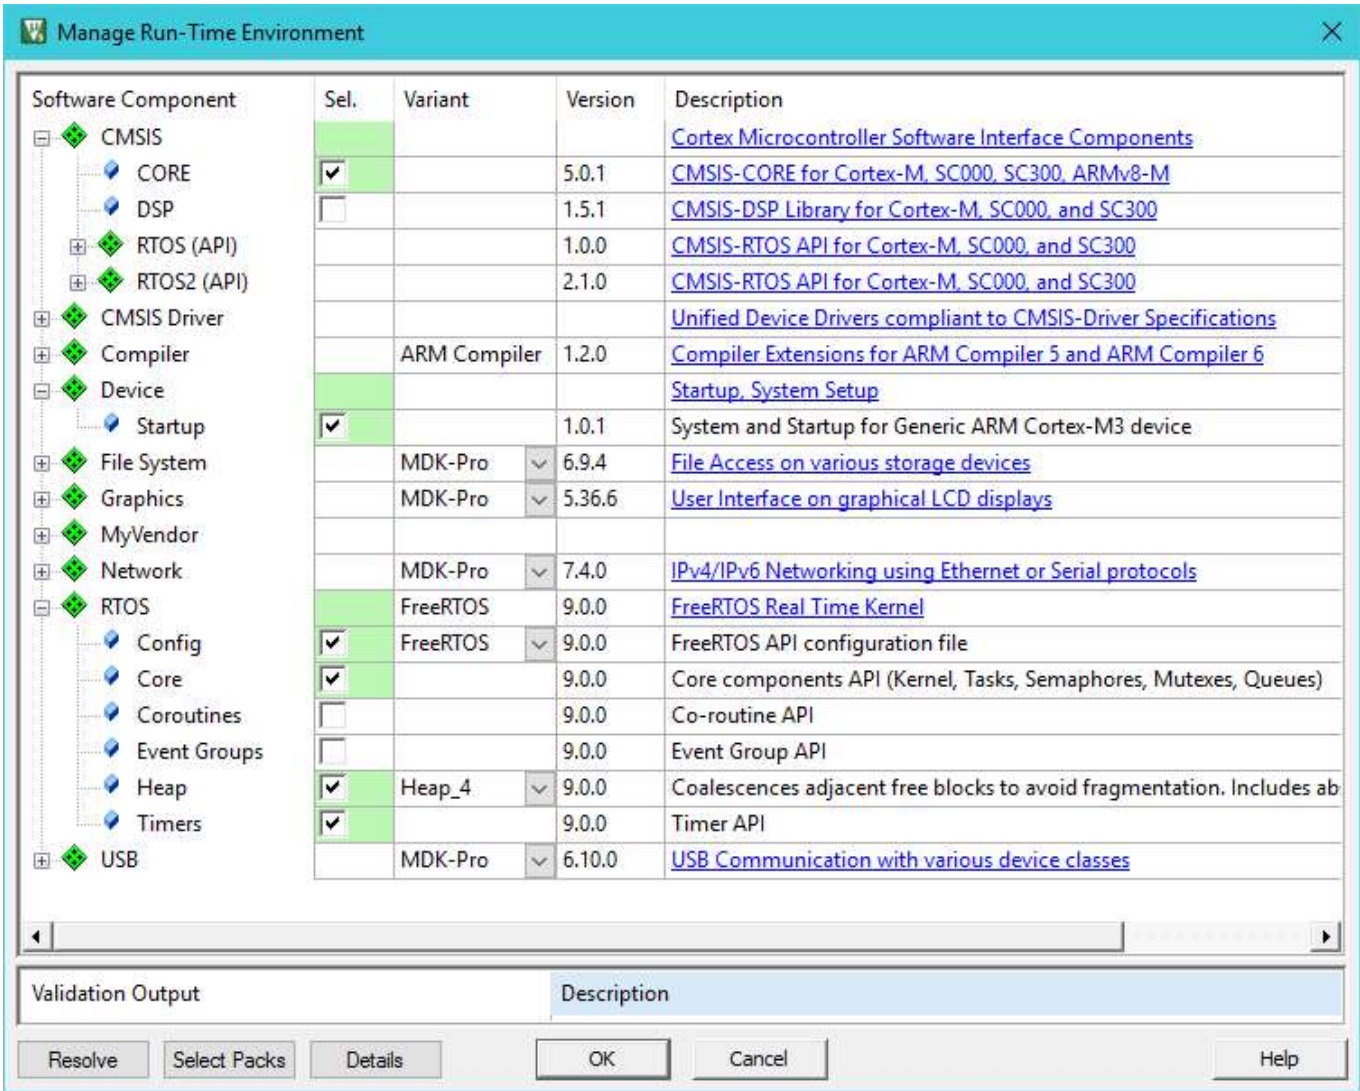 Manage Run-Time Environment
Software Component Sel. Variant Version Description
CMSIS Cortex Microcontroller Software Interface Components
CORE 5.0.1 CMSIS-CORE for Cortex-M, SC000, SC300, ARMv8-M
DSP 1.5.1 CMSIS-DSP Library for Cortex-M, SC000, and SC300
RTOS (API) 1.0.0 CMSIS-RTOS API for Cortex-M, SC000, and SC300
RTOS2 (API) 2.1.0 CMSIS-RTOS API for Cortex-M, SC000, and SC300
CMSIS Driver Unified Device Drivers compliant to CMSIS-Driver Specifications
Compiler ARM Compiler 1.2.0 Compiler Extensions for ARM Compiler 5 and ARM Compiler 6
Device Startup, System Setup
Startup 1.0.1 System and Startup for Generic ARM Cortex-M3 device
File System MDK-Pro 6.9.4 File Access on various storage devices
Graphics MDK-Pro 5.36.6 User Interface on graphical LCD displays
MyVendor
Network MDK-Pro 7.4.0 IPv4/IPv6 Networking using Ethernet or Serial protocols
RTOS FreeRTOS 9.0.0 FreeRTOS Real Time Kernel
Config FreeRTOS 9.0.0 FreeRTOS API configuration file
Core 9.0.0 Core components API (Kernel, Tasks, Semaphores, Mutexes, Queues)
Coroutines 9.0.0 Co-routine API
Event Groups 9.0.0 Event Group API
Heap Heap_4 9.0.0 Coalescences adjacent free blocks to avoid fragmentation. Includes ab
Timers 9.0.0 Timer API
USB MDK-Pro 6.10.0 USB Communication with various device classes
Validation Output Description
Resolve Select Packs Details OK Cancel Help